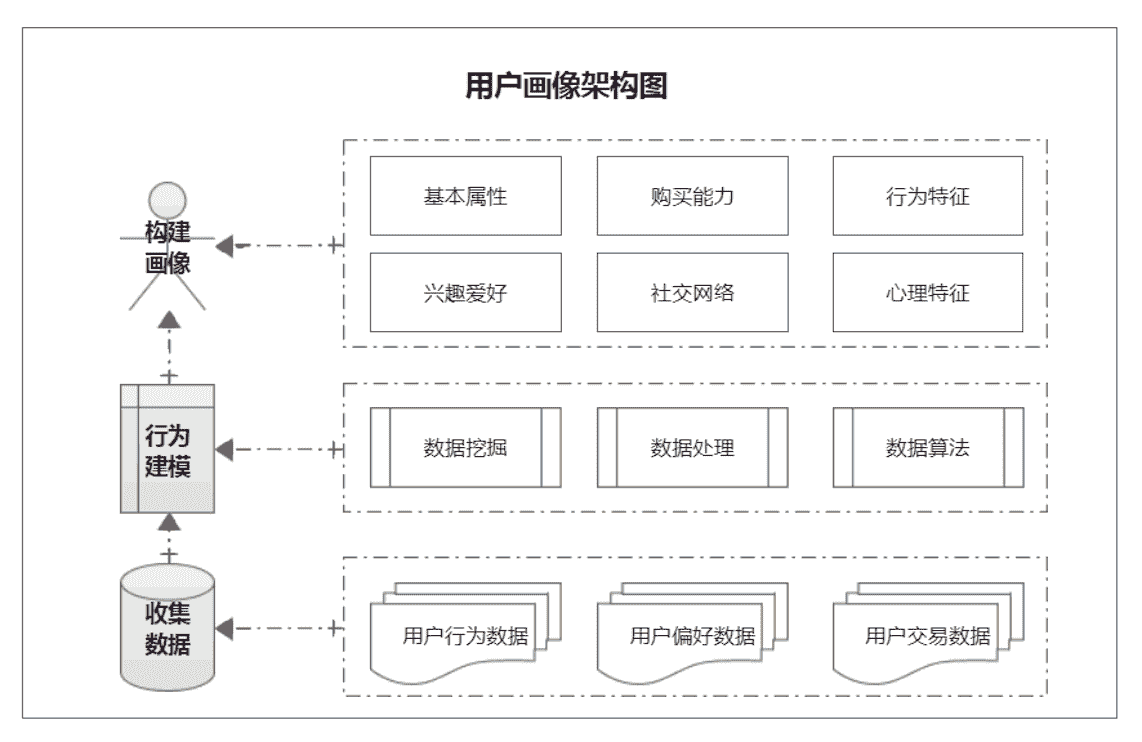 用户画像架构图
基本属性
购买能力
行为特征
构建
画像
兴趣爱好
社交网络
心理特征
行为
建模
数据挖掘
数据处理
数据算法
收集
数据
用户行为数据
用户偏好数据
用户交易数据